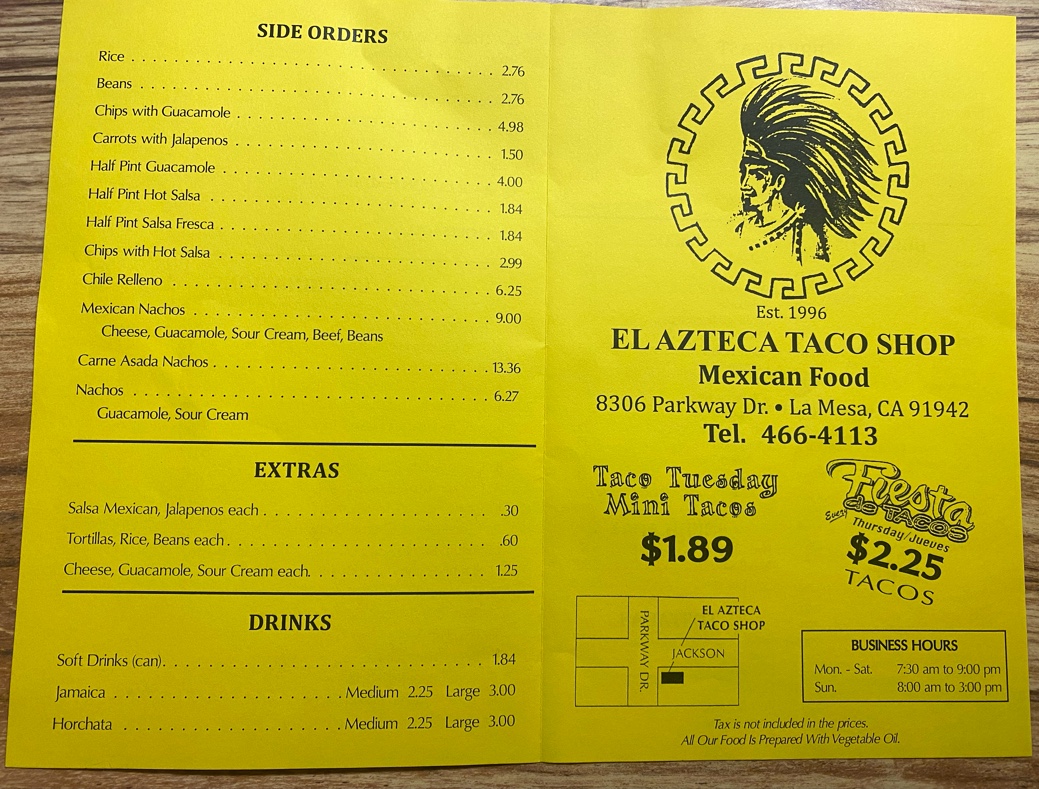 SIDE ORDERS
Rice . . . . . . . . . . . . . . . . . . . . . . . . . . . . . . 2.76
Beans . . . . . . . . . . . . . . . . . . . . . . . . . . . . . 2.76
Chips with Guacamole . . . . . . . . . . . . . . . . . . . . 4.98
Carrots with Jalapenos . . . . . . . . . . . . . . . . . . . . 1.50
Half Pint Guacamole . . . . . . . . . . . . . . . . . . . . . 4.00
Half Pint Hot Salsa . . . . . . . . . . . . . . . . . . . . . . 1.84
Half Pint Salsa Fresca . . . . . . . . . . . . . . . . . . . . . 1.84
Chips with Hot Salsa . . . . . . . . . . . . . . . . . . . . . 2.99
Chile Relleno . . . . . . . . . . . . . . . . . . . . . . . . . 6.25
Mexican Nachos . . . . . . . . . . . . . . . . . . . . . . . 9.00
Cheese, Guacamole, Sour Cream, Beef, Beans
Carne Asada Nachos . . . . . . . . . . . . . . . . . . . . . 13.36
Nachos . . . . . . . . . . . . . . . . . . . . . . . . . . . . 6.27
Guacamole, Sour Cream
EXTRAS
Salsa Mexican, Jalapenos each . . . . . . . . . . . . . . . . . .30
Tortillas, Rice, Beans each . . . . . . . . . . . . . . . . . . . . .60
Cheese, Guacamole, Sour Cream each. . . . . . . . . . . . . . 1.25
DRINKS
Soft Drinks (can). . . . . . . . . . . . . . . . . . . . . . . . . 1.84
Jamaica . . . . . . . . . . . . . . . . . . Medium 2.25 Large 3.00
Horchata . . . . . . . . . . . . . . . . . Medium 2.25 Large 3.00
Est. 1996
EL AZTECA TACO SHOP
Mexican Food
8306 Parkway Dr. • La Mesa, CA 91942
Tel. 466-4113
Taco Tuesday
Mini Tacos
$1.89
Fiesta
de TACOS
Every Thursday/Jueves
$2.25
TACOS
EL AZTECA
TACO SHOP
PARKWAY DR.
JACKSON
BUSINESS HOURS
Mon. - Sat. 7:30 am to 9:00 pm
Sun. 8:00 am to 3:00 pm
Tax is not included in the prices.
All Our Food Is Prepared With Vegetable Oil.